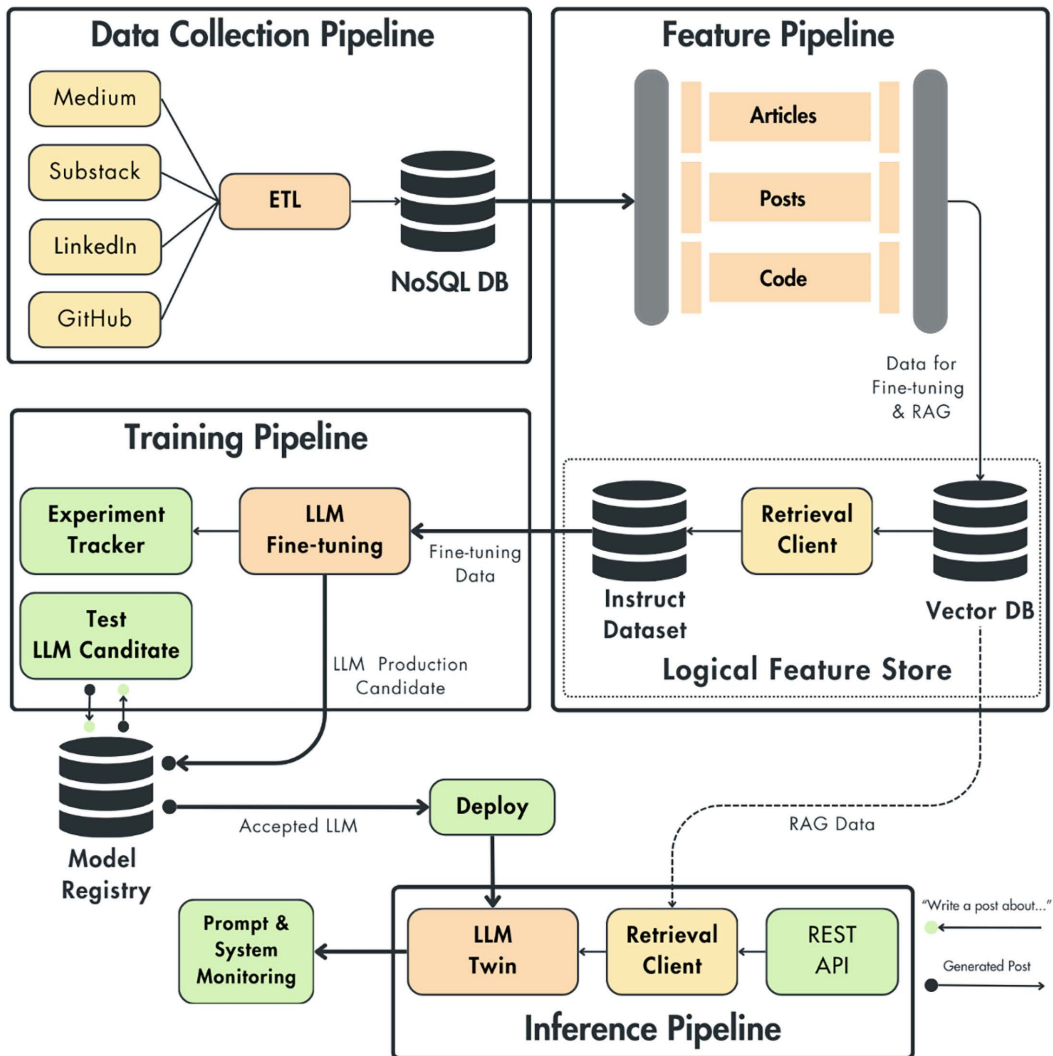 Data Collection Pipeline
Medium
Substack
LinkedIn
GitHub
ETL
NoSQL DB
Feature Pipeline
Articles
Posts
Code
Data for
Fine-tuning
& RAG
Training Pipeline
Experiment
Tracker
LLM
Fine-tuning
Fine-tuning
Data
Test
LLM Canditate
LLM Production
Candidate
Instruct
Dataset
Retrieval
Client
Vector DB
Logical Feature Store
Model
Registry
Accepted LLM
Deploy
RAG Data
Prompt &
System
Monitoring
LLM
Twin
Retrieval
Client
REST
API
Inference Pipeline
"Write a post about..."
Generated Post